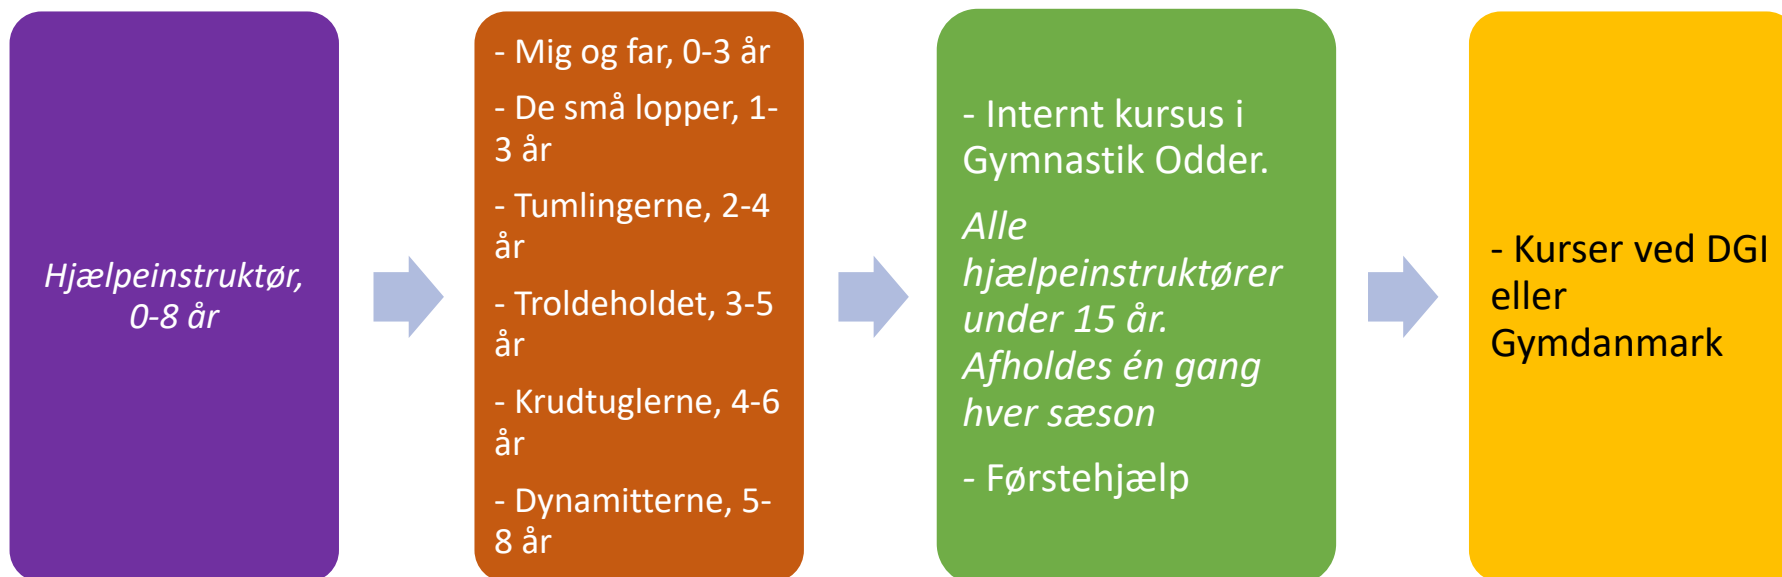 Hjælpeinstruktør,
0-8 år
- Mig og far, 0-3 år
- De små lopper, 1-
3 år
- Tumlingerne, 2-4
år
- Troldeholdet, 3-5
år
- Krudtuglerne, 4-6
år
- Dynamitterne, 5-
8 år
- Internt kursus i
Gymnastik Odder.
Alle
hjælpeinstruktører
under 15 år.
Afholdes én gang
hver sæson
- Førstehjælp
- Kurser ved DGI
eller
Gymdanmark